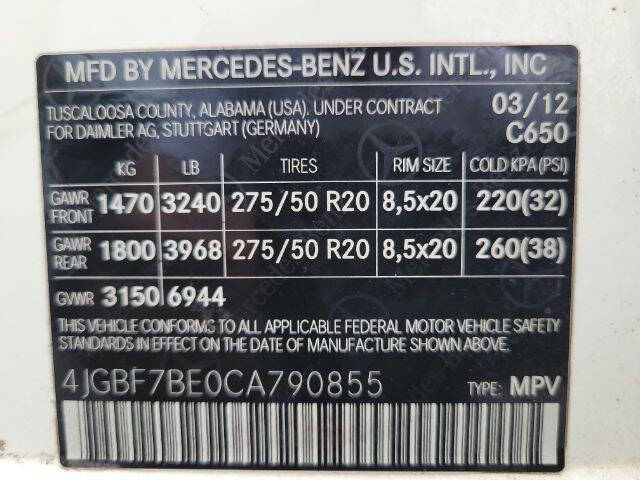 MFD BY MERCEDES-BENZ U.S. INTL., INC
TUSCALOOSA COUNTY, ALABAMA (USA). UNDER CONTRACT 03/12
FOR DAIMLER AG, STUTTGART (GERMANY) C650
KG LB TIRES RIM SIZE COLD KPA(PSI)
GAWR FRONT 1470 3240 275/50 R20 8,5x20 220(32)
GAWR REAR 1800 3968 275/50 R20 8,5x20 260(38)
GVWR 3150 6944
THIS VEHICLE CONFORMS TO ALL APPLICABLE FEDERAL MOTOR VEHICLE SAFETY
STANDARDS IN EFFECT ON THE DATE OF MANUFACTURE SHOWN ABOVE.
4JGBF7BE0CA790855 TYPE: MPV